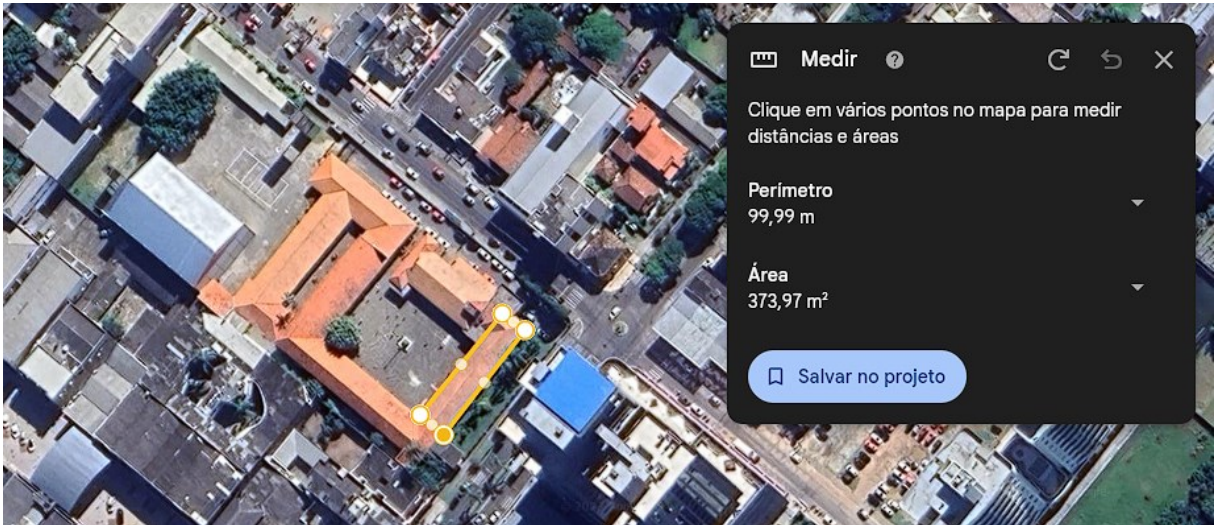 Medir
Clique em vários pontos no mapa para medir
distâncias e áreas
Perímetro
99,99 m
Área
373,97 m²
Salvar no projeto